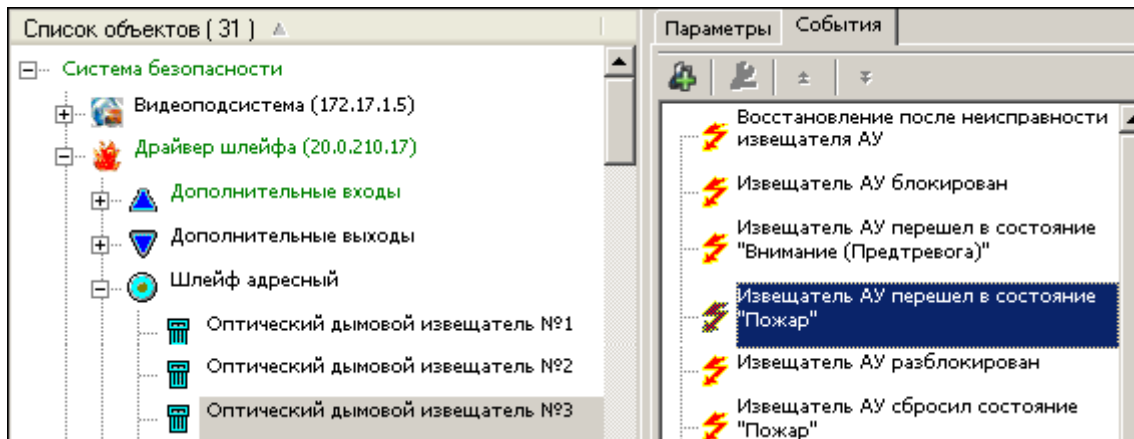 Список объектов ( 31 )
Система безопасности
Видеоподсистема (172.17.1.5)
Драйвер шлейфа (20.0.210.17)
Дополнительные входы
Дополнительные выходы
Шлейф адресный
Оптический дымовой извещатель №1
Оптический дымовой извещатель №2
Оптический дымовой извещатель №3
Параметры
События
Восстановление после неисправности
извещателя АУ
Извещатель АУ блокирован
Извещатель АУ перешел в состояние
"Внимание (Предтревога)"
Извещатель АУ перешел в состояние
"Пожар"
Извещатель АУ разблокирован
Извещатель АУ сбросил состояние
"Пожар"